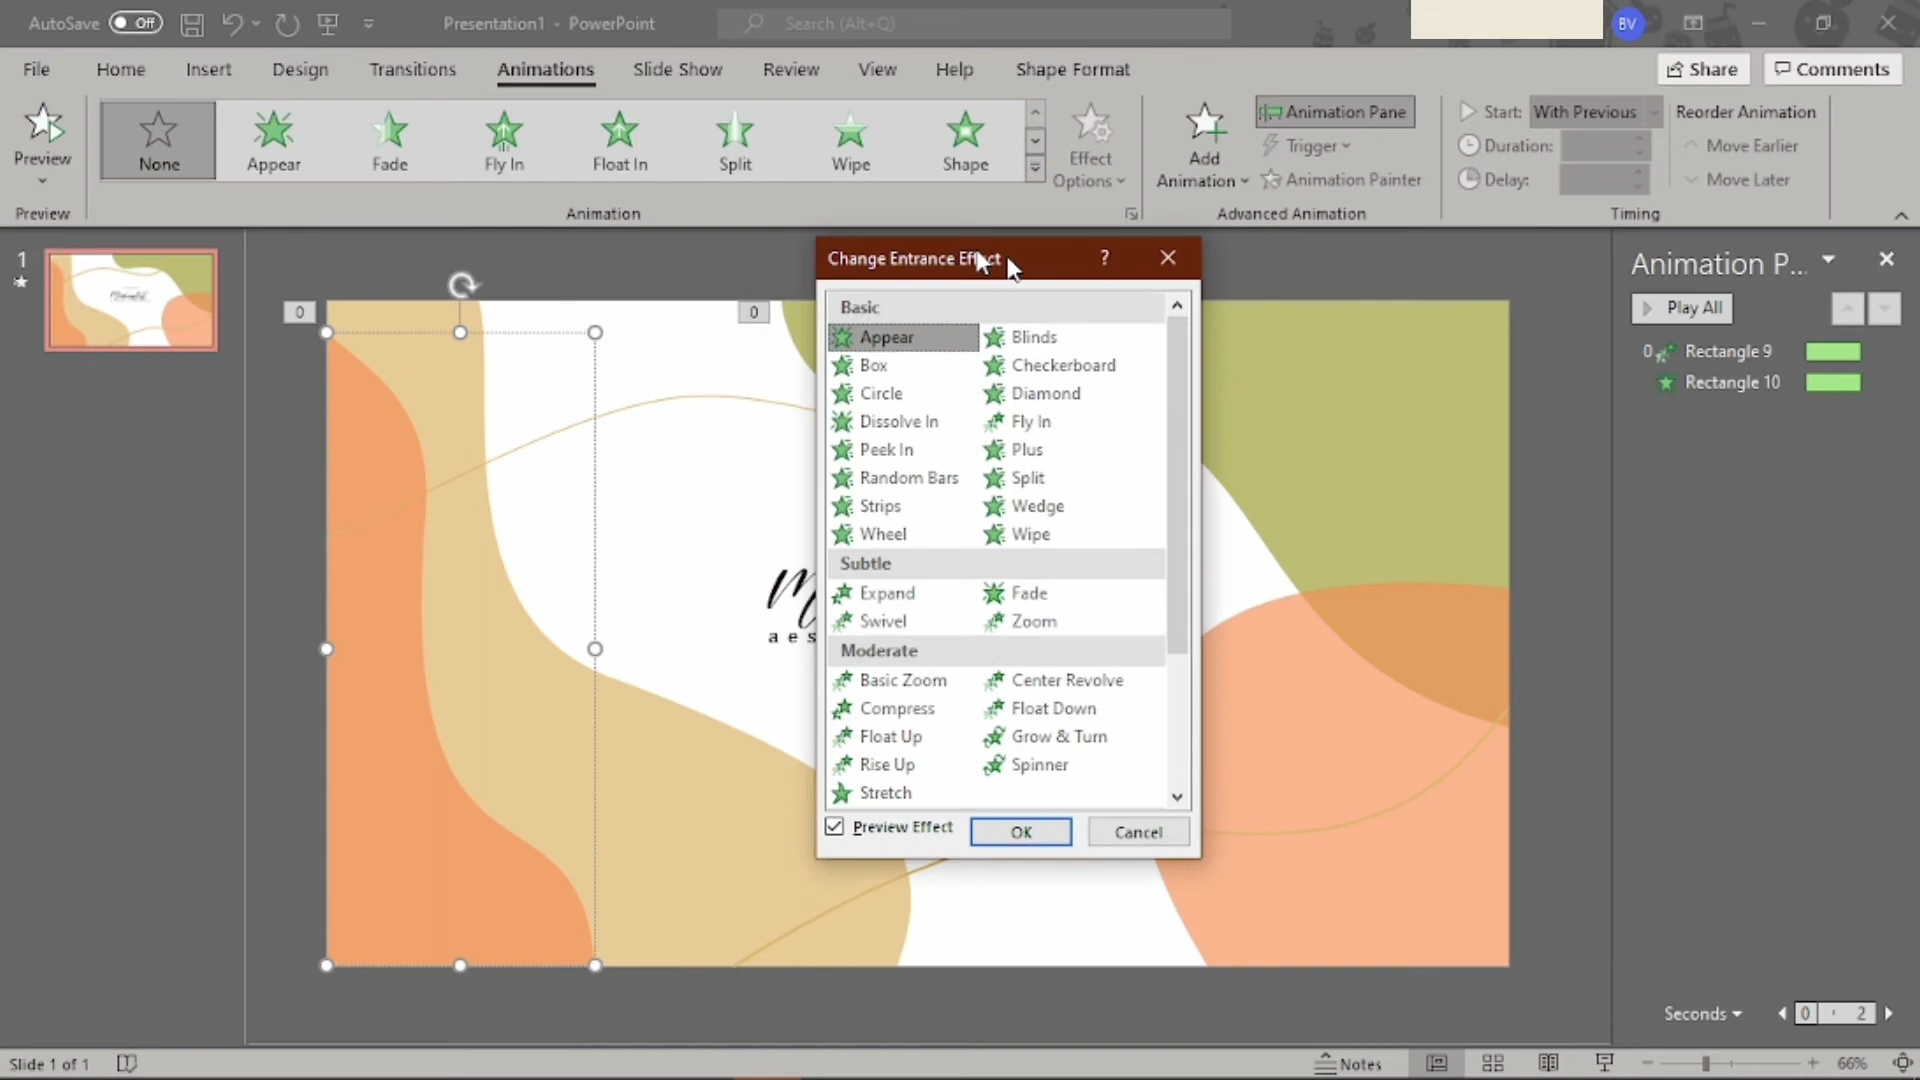 AutoSave Off Presentation1 - PowerPoint Search (Alt+Q) BV
File Home Insert Design Transitions Animations Slide Show Review View Help Shape Format Share Comments
Preview
None Appear Fade Fly In Float In Split Wipe Shape
Effect Options
Add Animation
Animation Pane
Trigger
Animation Painter
Start: With Previous
Duration:
Delay:
Reorder Animation
Move Earlier
Move Later
Preview Animation Advanced Animation Timing
1
0 0
Change Entrance Effect ?
Basic
Appear Blinds
Box Checkerboard
Circle Diamond
Dissolve In Fly In
Peek In Plus
Random Bars Split
Strips Wedge
Wheel Wipe
Subtle
Expand Fade
Swivel Zoom
Moderate
Basic Zoom Center Revolve
Compress Float Down
Float Up Grow & Turn
Rise Up Spinner
Stretch
Preview Effect OK Cancel
aes
Animation P...
Play All
0 Rectangle 9
Rectangle 10
Seconds 0 2
Slide 1 of 1 Notes 66%